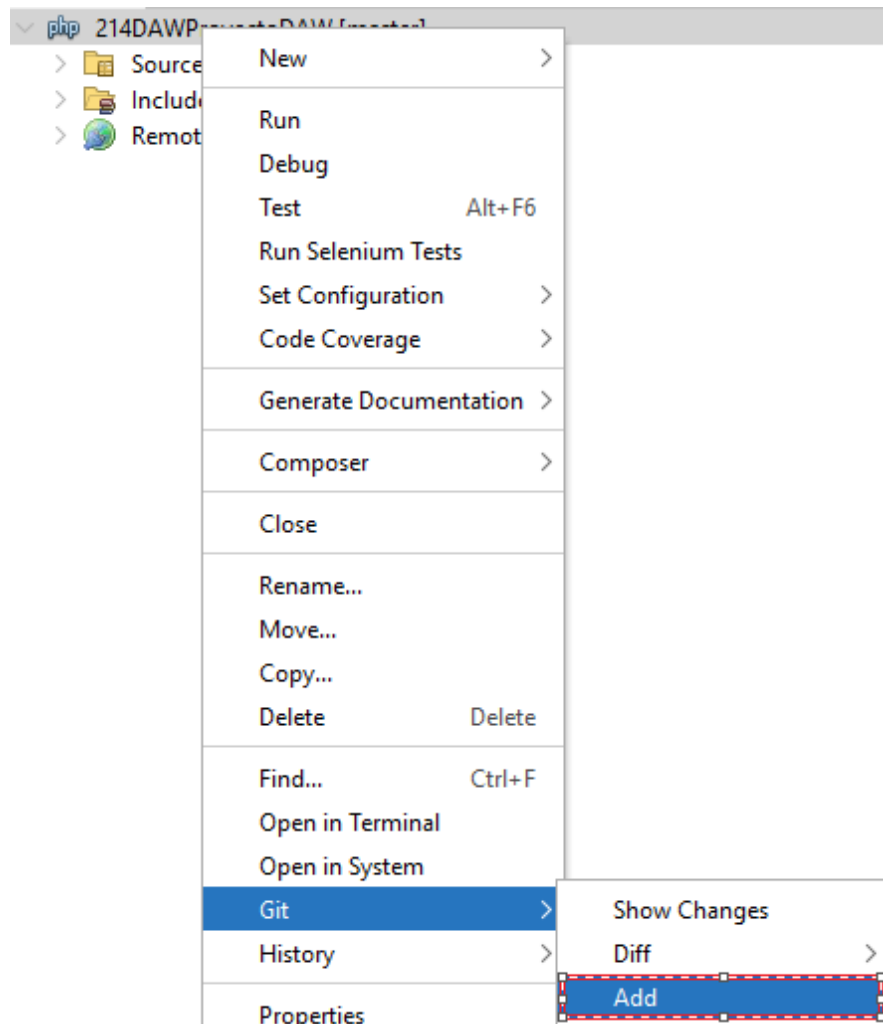 php 214DAWProyectoDAW [master]
Source
Include
Remot
New
Run
Debug
Test Alt+F6
Run Selenium Tests
Set Configuration
Code Coverage
Generate Documentation
Composer
Close
Rename...
Move...
Copy...
Delete Delete
Find... Ctrl+F
Open in Terminal
Open in System
Git
History
Properties
Show Changes
Diff
Add